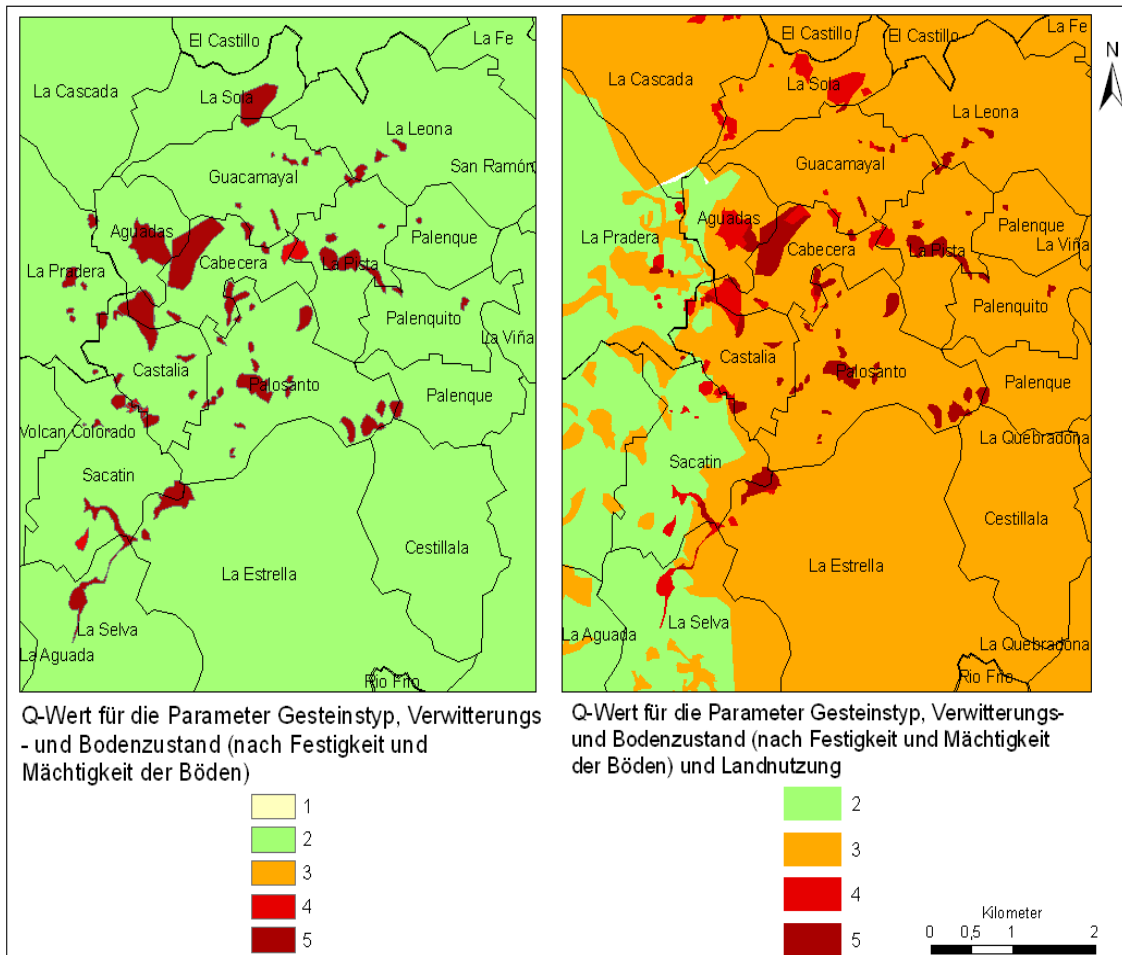 El Castillo
La Fe
La Cascada
La Sola
La Leona
San Ramón
Guacamayal
Aguadas
Palenque
La Pradera
Cabecera
La Pista
Palenquito
La Viña
Castalia
Palosanto
Palenque
Volcan Colorado
Sacatin
Cestillala
La Estrella
La Selva
La Aguada
Rio Frio
El Castillo
El Castillo
La Fe
N
La Cascada
La Sola
La Leona
Guacamayal
Aguadas
Palenque
La Pradera
Cabecera
La Pista
La Viña
Palenquito
Castalia
Palosanto
Palenque
La Quebradona
Sacatin
Cestillala
La Estrella
La Selva
La Aguada
La Quebradona
Rio Frio
Q-Wert für die Parameter Gesteinstyp, Verwitterungs
- und Bodenzustand (nach Festigkeit und
Mächtigkeit der Böden)
1
2
3
4
5
Q-Wert für die Parameter Gesteinstyp, Verwitterungs-
und Bodenzustand (nach Festigkeit und Mächtigkeit
der Böden) und Landnutzung
2
3
4
5
Kilometer
0 0,5 1 2